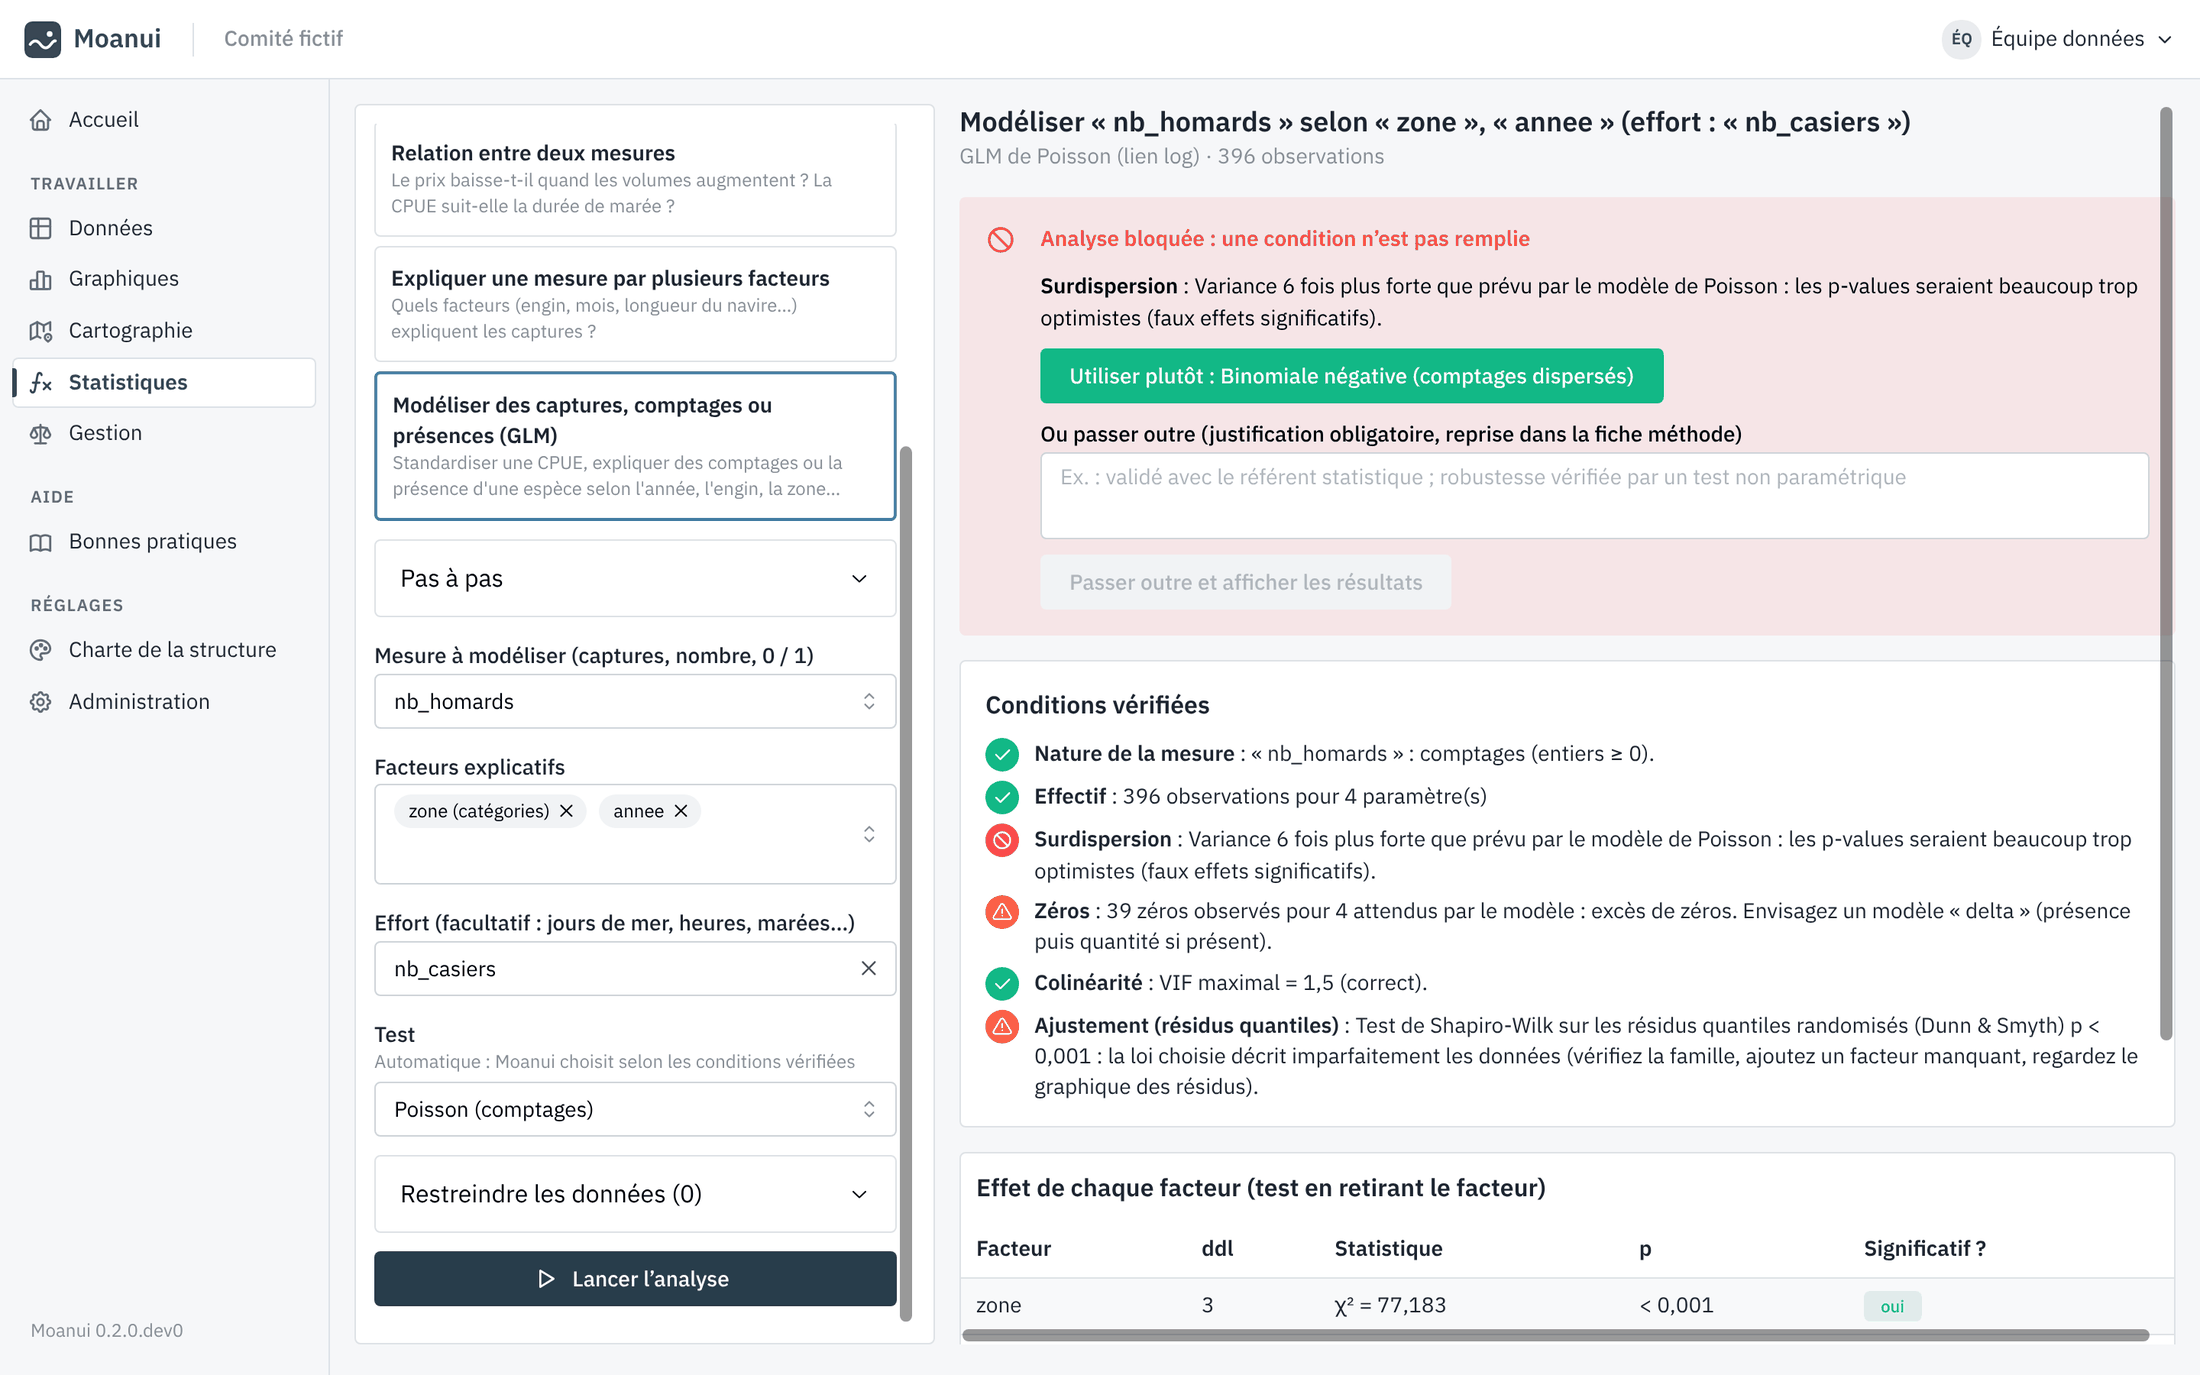 Moanui
Comité fictif
ÉQ
Équipe données
Accueil
TRAVAILLER
Données
Graphiques
Cartographie
Statistiques
Gestion
AIDE
Bonnes pratiques
RÉGLAGES
Charte de la structure
Administration
Moanui 0.2.0.dev0
Relation entre deux mesures
Le prix baisse-t-il quand les volumes augmentent ? La
CPUE suit-elle la durée de marée ?
Expliquer une mesure par plusieurs facteurs
Quels facteurs (engin, mois, longueur du navire...)
expliquent les captures ?
Modéliser des captures, comptages ou
présences (GLM)
Standardiser une CPUE, expliquer des comptages ou la
présence d'une espèce selon l'année, l'engin, la zone...
Pas à pas
Mesure à modéliser (captures, nombre, 0 / 1)
nb_homards
Facteurs explicatifs
zone (catégories)
annee
Effort (facultatif : jours de mer, heures, marées...)
nb_casiers
Test
Automatique : Moanui choisit selon les conditions vérifiées
Poisson (comptages)
Restreindre les données (0)
Lancer l’analyse
Modéliser « nb_homards » selon « zone », « annee » (effort : « nb_casiers »)
GLM de Poisson (lien log) · 396 observations
Analyse bloquée : une condition n’est pas remplie
Surdispersion : Variance 6 fois plus forte que prévu par le modèle de Poisson : les p-values seraient beaucoup trop
optimistes (faux effets significatifs).
Utiliser plutôt : Binomiale négative (comptages dispersés)
Ou passer outre (justification obligatoire, reprise dans la fiche méthode)
Ex. : validé avec le référent statistique ; robustesse vérifiée par un test non paramétrique
Passer outre et afficher les résultats
Conditions vérifiées
Nature de la mesure : « nb_homards » : comptages (entiers ≥ 0).
Effectif : 396 observations pour 4 paramètre(s)
Surdispersion : Variance 6 fois plus forte que prévu par le modèle de Poisson : les p-values seraient beaucoup trop
optimistes (faux effets significatifs).
Zéros : 39 zéros observés pour 4 attendus par le modèle : excès de zéros. Envisagez un modèle « delta » (présence
puis quantité si présent).
Colinéarité : VIF maximal = 1,5 (correct).
Ajustement (résidus quantiles) : Test de Shapiro-Wilk sur les résidus quantiles randomisés (Dunn & Smyth) p <
0,001 : la loi choisie décrit imparfaitement les données (vérifiez la famille, ajoutez un facteur manquant, regardez le
graphique des résidus).
Effet de chaque facteur (test en retirant le facteur)
Facteur ddl Statistique p Significatif ?
zone 3 χ² = 77,183 < 0,001 oui